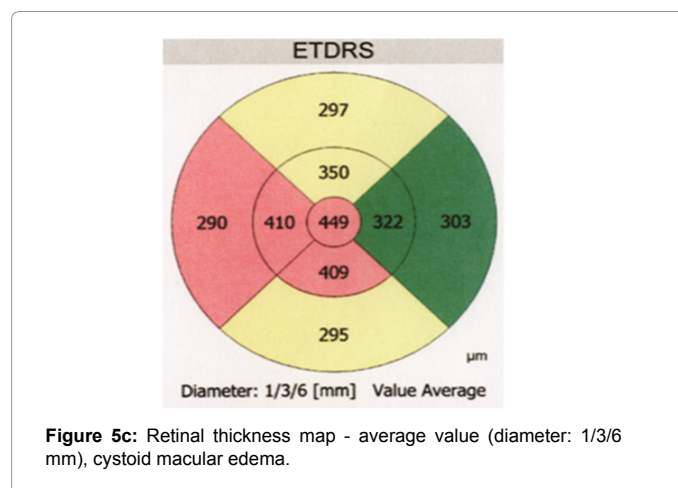 ETDRS
297
350
290 410 449 322 303
409
295
µm
Diameter: 1/3/6 [mm] Value Average
Figure 5c: Retinal thickness map - average value (diameter: 1/3/6
mm), cystoid macular edema.